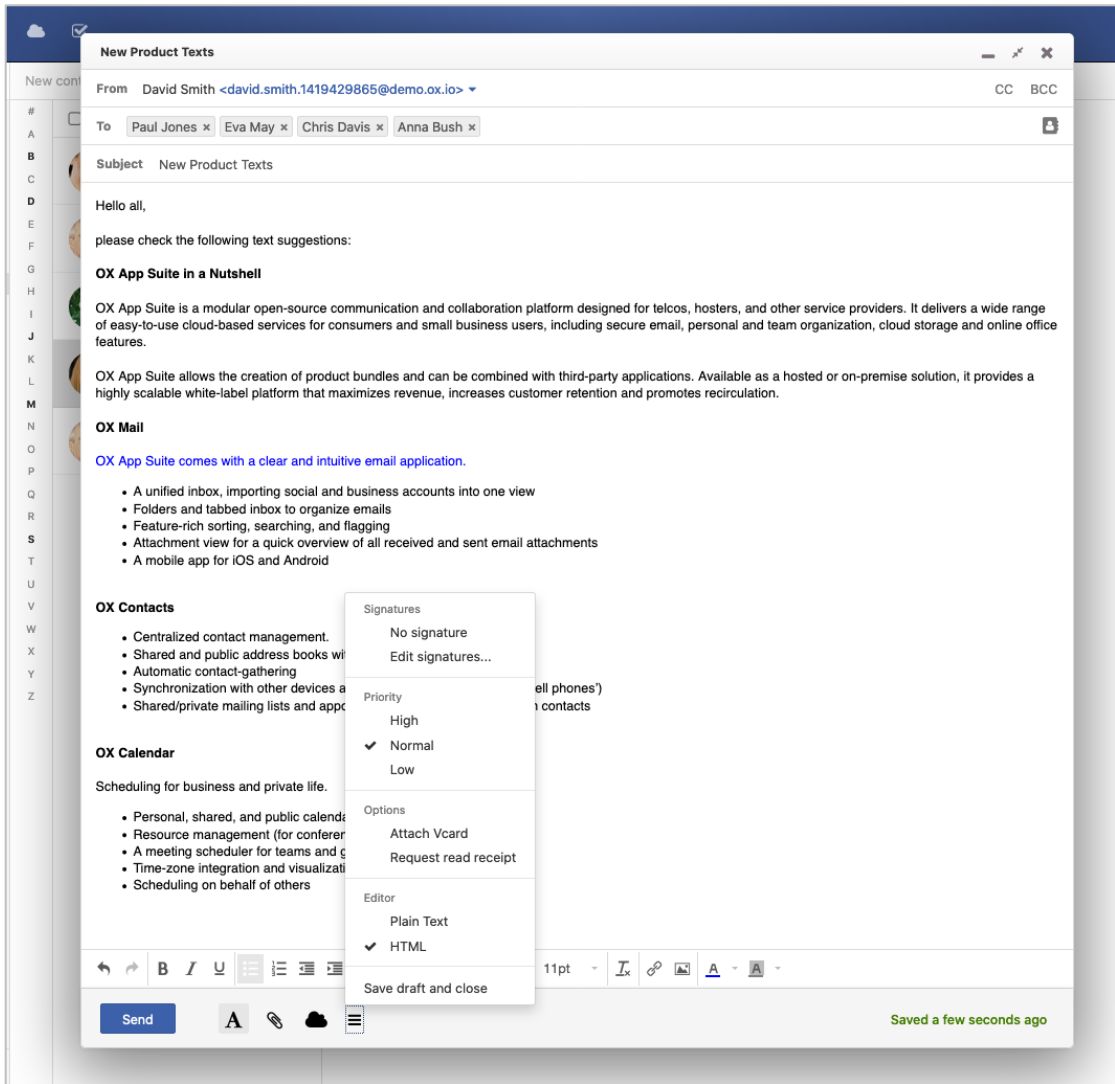 New Product Texts
New cont
From David Smith <david.smith.1419429865@demo.ox.io> CC BCC
To Paul Jones × Eva May × Chris Davis × Anna Bush ×
Subject New Product Texts
#
A
B
C
D
E
F
G
H
I
J
K
L
M
N
O
P
Q
R
S
T
U
V
W
X
Y
Z
Hello all,
please check the following text suggestions:
OX App Suite in a Nutshell
OX App Suite is a modular open-source communication and collaboration platform designed for telcos, hosters, and other service providers. It delivers a wide range
of easy-to-use cloud-based services for consumers and small business users, including secure email, personal and team organization, cloud storage and online office
features.
OX App Suite allows the creation of product bundles and can be combined with third-party applications. Available as a hosted or on-premise solution, it provides a
highly scalable white-label platform that maximizes revenue, increases customer retention and promotes recirculation.
OX Mail
OX App Suite comes with a clear and intuitive email application.
• A unified inbox, importing social and business accounts into one view
• Folders and tabbed inbox to organize emails
• Feature-rich sorting, searching, and flagging
• Attachment view for a quick overview of all received and sent email attachments
• A mobile app for iOS and Android
OX Contacts
• Centralized contact management.
• Shared and public address books wi
• Automatic contact-gathering
• Synchronization with other devices a ell phones')
• Shared/private mailing lists and appo contacts
OX Calendar
Scheduling for business and private life.
• Personal, shared, and public calenda
• Resource management (for conferen
• A meeting scheduler for teams and g
• Time-zone integration and visualizati
• Scheduling on behalf of others
Signatures
No signature
Edit signatures...
Priority
High
Normal
Low
Options
Attach Vcard
Request read receipt
Editor
Plain Text
HTML
Save draft and close
B I U 11pt Tx A A
Send A Saved a few seconds ago